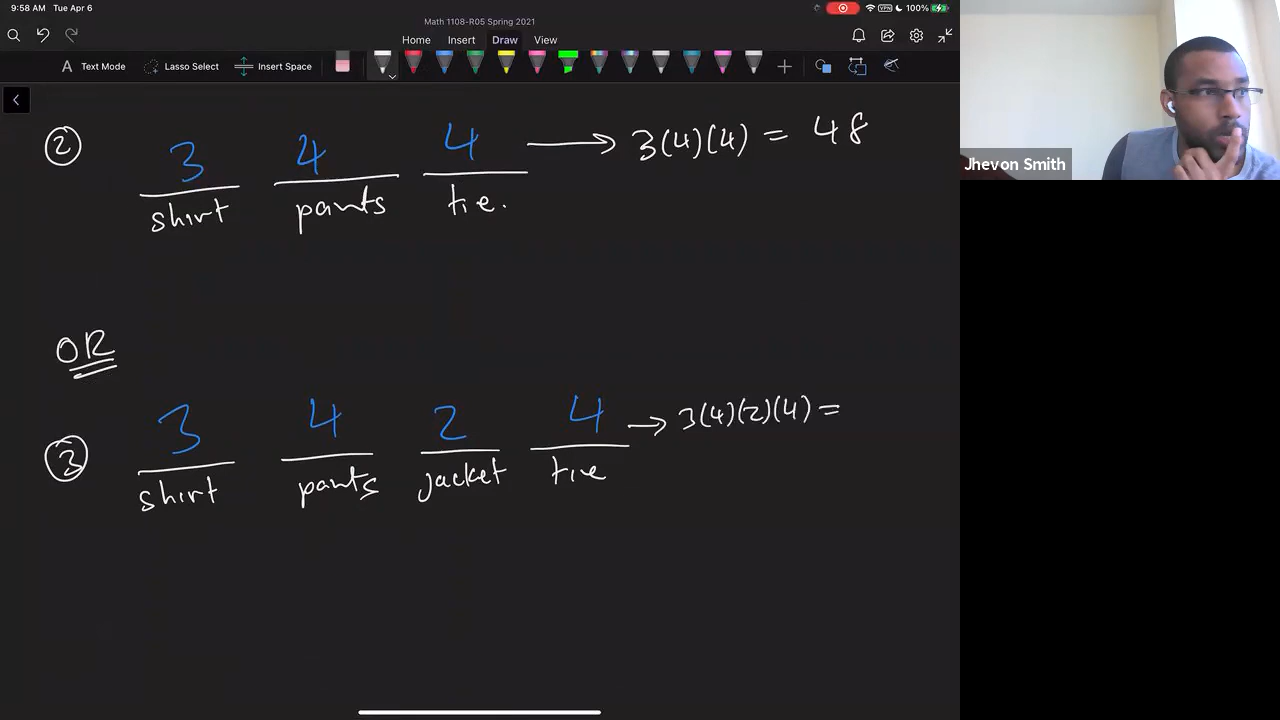 9:58 AM Tue Apr 6
VPN 100%
Math 1108-R05 Spring 2021
Home Insert Draw View
A Text Mode Lasso Select Insert Space
Jhevon Smith
② 3 4 4 → 3(4)(4) = 48
shirt pants tie.
OR
③ 3 4 2 4 → 3(4)(2)(4) =
shirt pants jacket tie